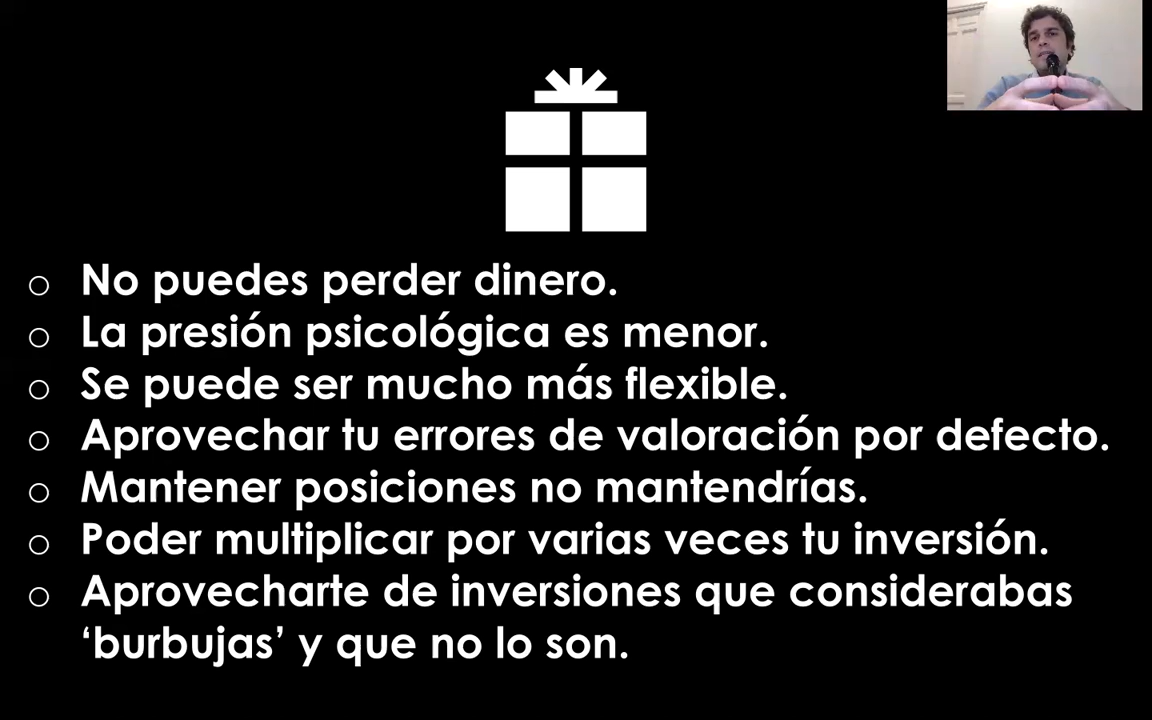 No puedes perder dinero.
La presión psicológica es menor.
Se puede ser mucho más flexible.
Aprovechar tu errores de valoración por defecto.
Mantener posiciones no mantendrías.
Poder multiplicar por varias veces tu inversión.
Aprovecharte de inversiones que considerabas
‘burbujas’ y que no lo son.